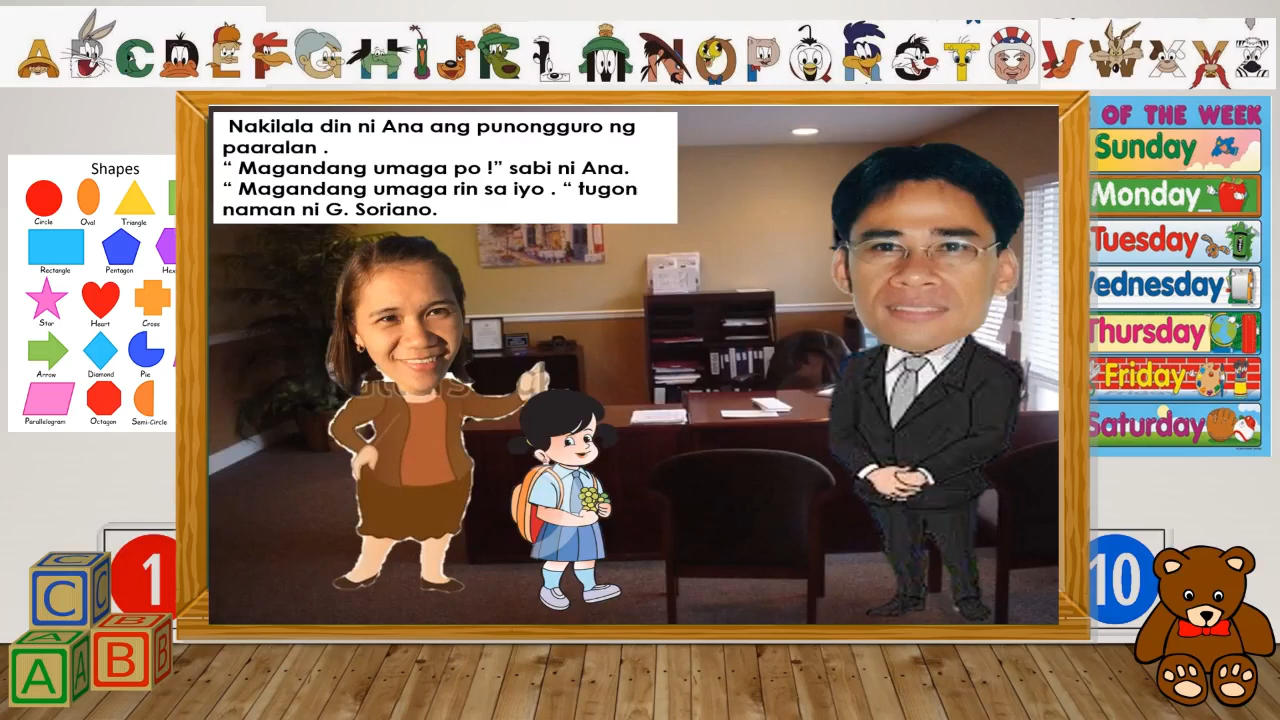 A B C D E F G H I J K L M N O P Q R S T U V W X Y Z
Nakilala din ni Ana ang punongguro ng
paaralan .
“ Magandang umaga po !” sabi ni Ana.
“ Magandang umaga rin sa iyo . “ tugon
naman ni G. Soriano.
Shapes
Circle Oval Triangle
Rectangle Pentagon Hex
Star Heart Cross
Arrow Diamond Pie
Parallelogram Octagon Semi-Circle
OF THE WEEK
Sunday
Monday
Tuesday
Wednesday
Thursday
Friday
Saturday
1
10
C
A
B